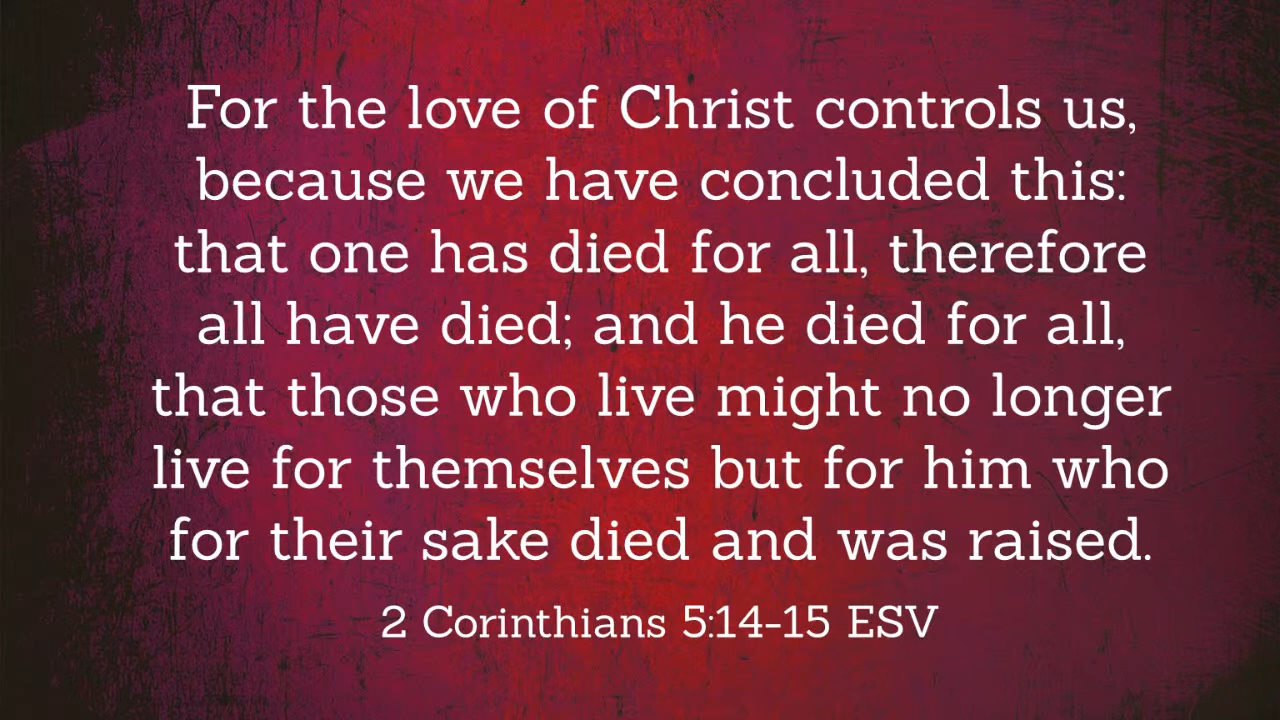 For the love of Christ controls us,
because we have concluded this:
that one has died for all, therefore
all have died; and he died for all,
that those who live might no longer
live for themselves but for him who
for their sake died and was raised.
2 Corinthians 5:14-15 ESV